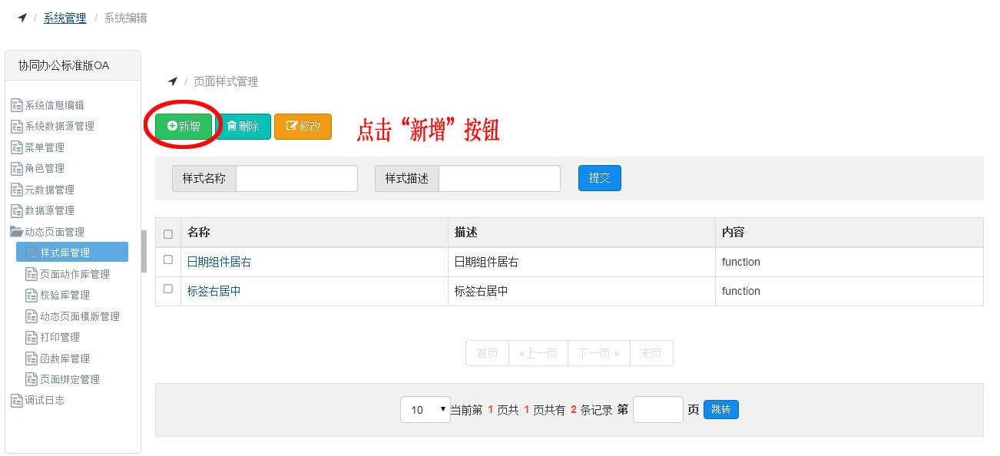 / 系统管理 / 系统编辑
协同办公标准版OA
系统信息编辑
系统数据源管理
菜单管理
角色管理
元数据管理
数据源管理
动态页面管理
样式库管理
页面动作库管理
校验库管理
动态页面模版管理
打印管理
函数库管理
页面绑定管理
调试日志
/ 页面样式管理
新增 删除 修改 点击“新增”按钮
样式名称 样式描述 提交
名称 描述 内容
日期组件居右 日期组件居右 function
标签右居中 标签右居中 function
首页 «上一页 下一页 » 末页
10 当前第 1 页共 1 页共有 2 条记录 第 页 跳转